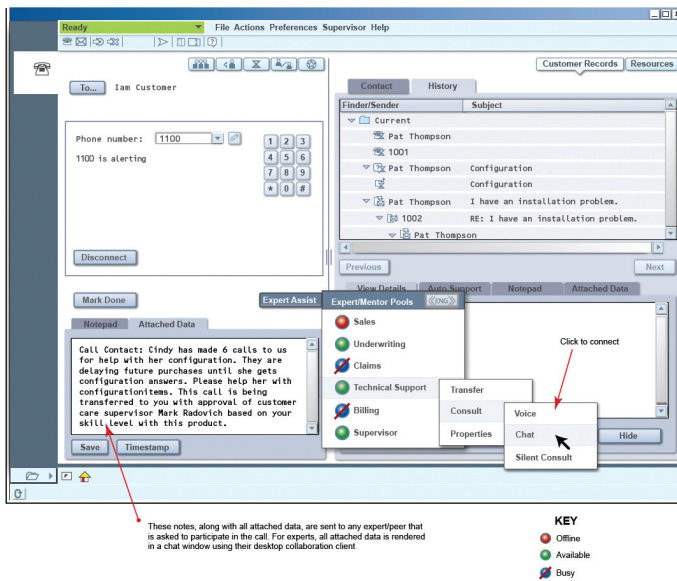 Ready
File Actions Preferences Supervisor Help
Customer Records Resources
To... Iam Customer
Contact History
Finder/Sender Subject
Current
Pat Thompson
1001
Pat Thompson Configuration
Configuration
Pat Thompson I have an installation problem.
1002 RE: I have an installation problem.
Pat Thompson
Phone number: 1100
1100 is alerting
1 2 3
4 5 6
7 8 9
* 0 #
Disconnect
Previous Next
View Details Auto Support Notepad Attached Data
Mark Done Expert Assist
Expert/Mentor Pools ENG
Sales
Underwriting
Claims
Technical Support
Billing
Supervisor
Transfer
Consult
Properties
Voice
Chat
Silent Consult
Click to connect
Hide
Notepad Attached Data
Call Contact: Cindy has made 6 calls to us
for help with her configuration. They are
delaying future purchases until she gets
configuration answers. Please help her with
configurationitems. This call is being
transferred to you with approval of customer
care supervisor Mark Radovich based on your
skill level with this product.
Save Timestamp
These notes, along with all attached data, are sent to any expert/peer that
is asked to participate in the call. For experts, all attached data is rendered
in a chat window using their desktop collaboration client
KEY
Offline
Available
Busy